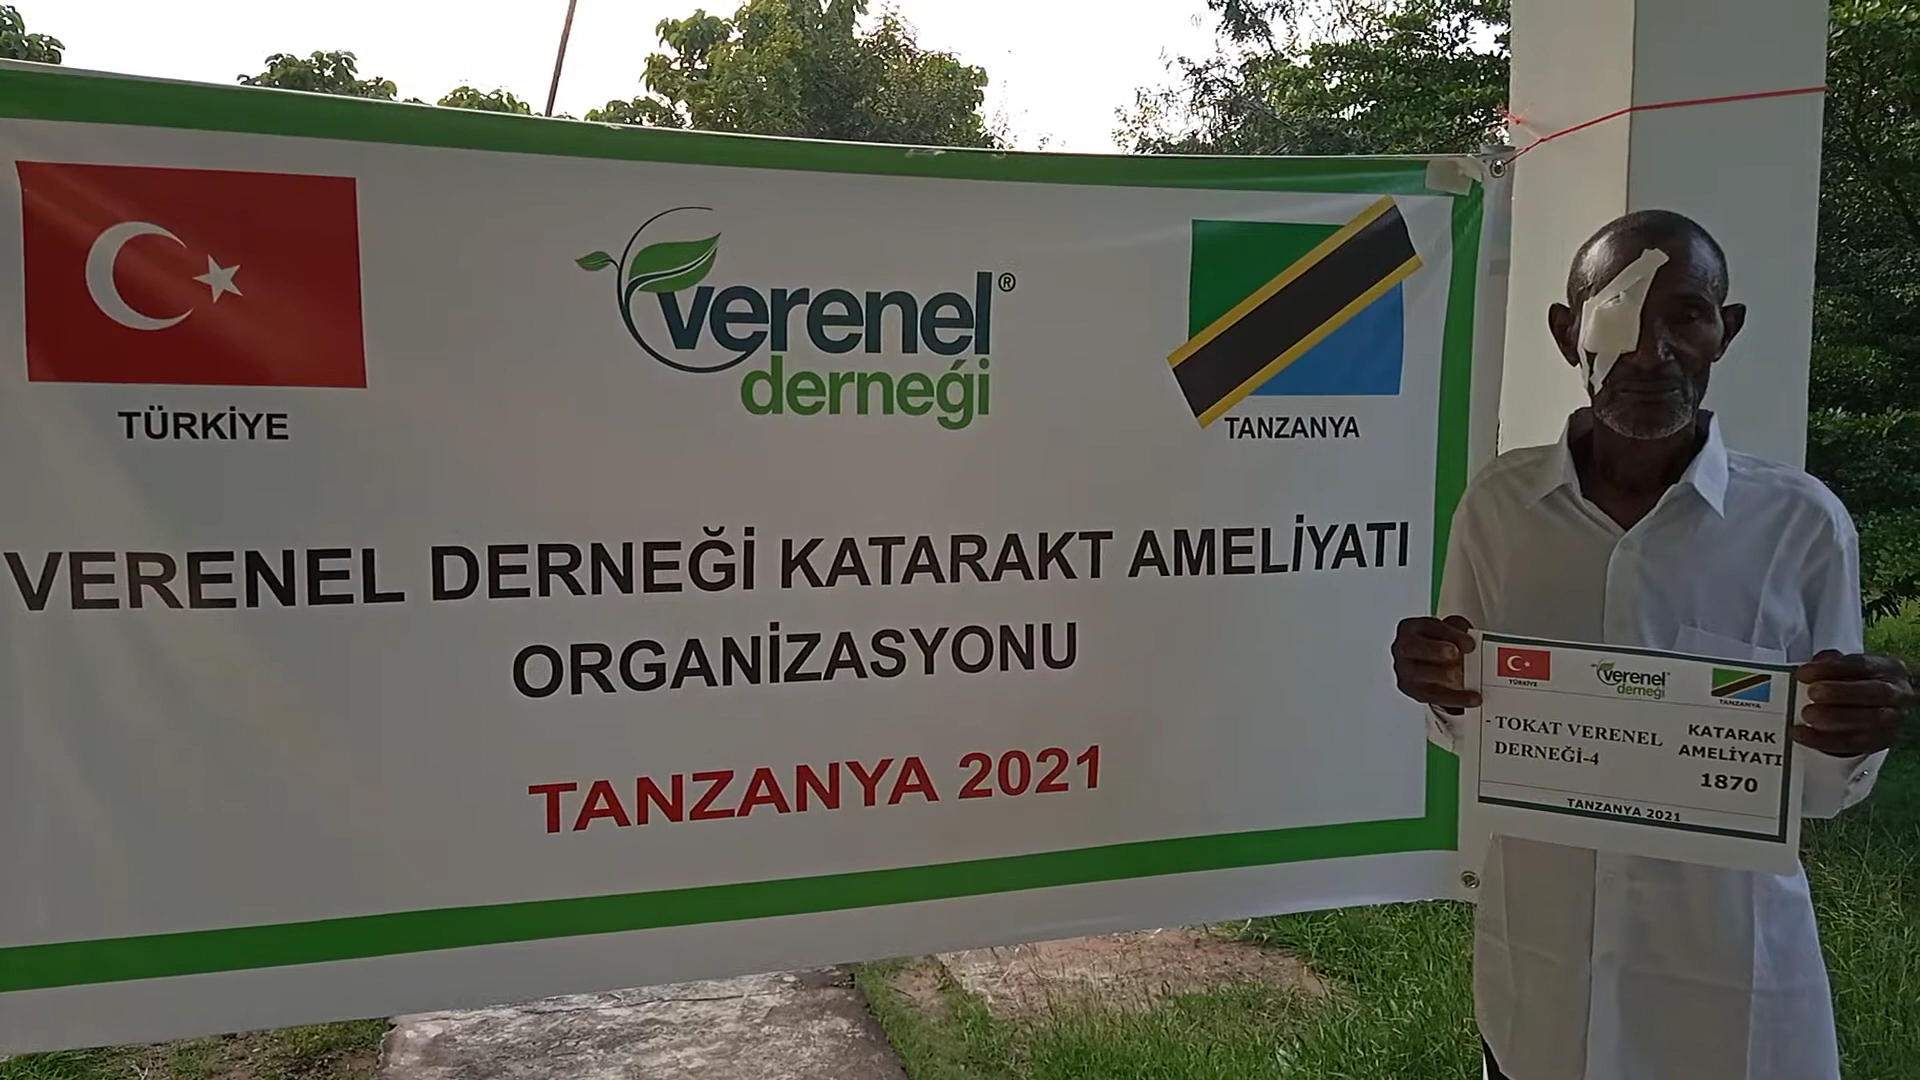 TÜRKİYE
verenel®
derneği
TANZANYA
VERENEL DERNEĞİ KATARAKT AMELİYATI
ORGANİZASYONU
TANZANYA 2021
TÜRKİYE
verenel
derneği
TANZANYA
- TOKAT VERENEL
DERNEĞİ-4
KATARAK
AMELİYATI
1870
TANZANYA 2021